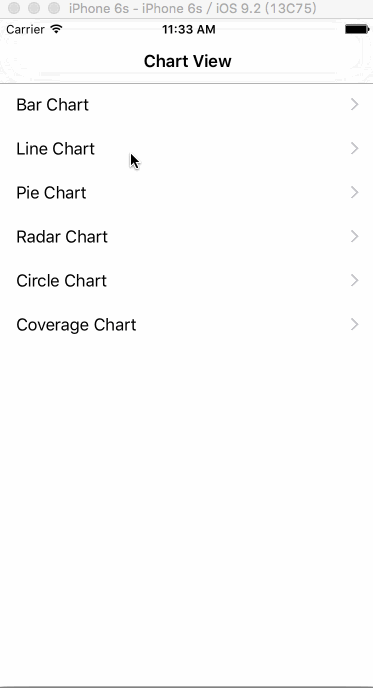 iPhone 6s - iPhone 6s / iOS 9.2 (13C75)
Carrier 11:33 AM
Chart View
Bar Chart
Line Chart
Pie Chart
Radar Chart
Circle Chart
Coverage Chart